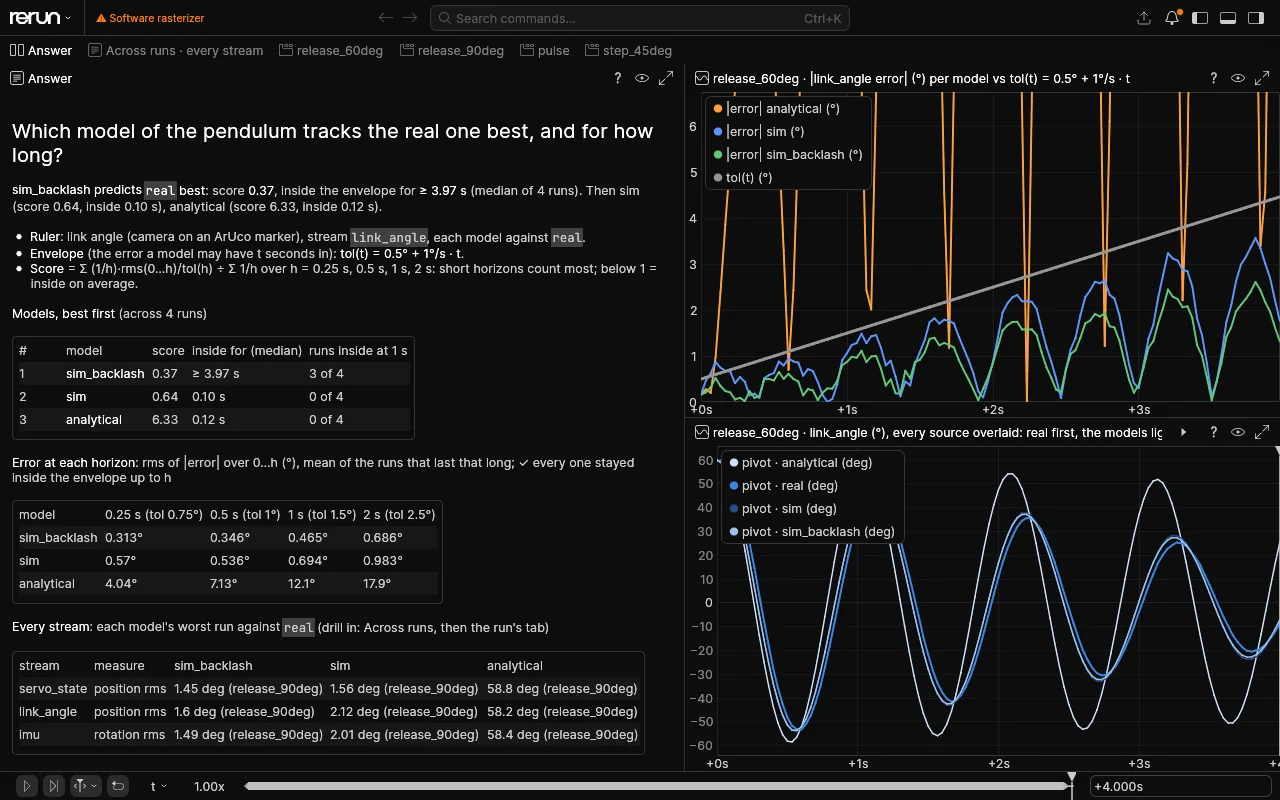 rerun
Software rasterizer
Search commands...
Ctrl+K
Answer
Across runs · every stream
release_60deg
release_90deg
pulse
step_45deg
Answer
?
Which model of the pendulum tracks the real one best, and for how
long?
sim_backlash predicts real best: score 0.37, inside the envelope for ≥ 3.97 s (median of 4 runs). Then sim
(score 0.64, inside 0.10 s), analytical (score 6.33, inside 0.12 s).
• Ruler: link angle (camera on an ArUco marker), stream link_angle, each model against real.
• Envelope (the error a model may have t seconds in): tol(t) = 0.5° + 1°/s · t.
• Score = Σ (1/h)·rms(0…h)/tol(h) ÷ Σ 1/h over h = 0.25 s, 0.5 s, 1 s, 2 s: short horizons count most; below 1 =
inside on average.
Models, best first (across 4 runs)
# model score inside for (median) runs inside at 1 s
1 sim_backlash 0.37 ≥ 3.97 s 3 of 4
2 sim 0.64 0.10 s 0 of 4
3 analytical 6.33 0.12 s 0 of 4
Error at each horizon: rms of |error| over 0…h (°), mean of the runs that last that long; ✓ every one stayed
inside the envelope up to h
model 0.25 s (tol 0.75°) 0.5 s (tol 1°) 1 s (tol 1.5°) 2 s (tol 2.5°)
sim_backlash 0.313° 0.346° 0.465° 0.686°
sim 0.57° 0.536° 0.694° 0.983°
analytical 4.04° 7.13° 12.1° 17.9°
Every stream: each model's worst run against real (drill in: Across runs, then the run's tab)
stream measure sim_backlash sim analytical
servo_state position rms 1.45 deg (release_90deg) 1.56 deg (release_90deg) 58.8 deg (release_90deg)
link_angle position rms 1.6 deg (release_90deg) 2.12 deg (release_90deg) 58.2 deg (release_90deg)
imu rotation rms 1.49 deg (release_90deg) 2.01 deg (release_90deg) 58.4 deg (release_90deg)
release_60deg · |link_angle error| (°) per model vs tol(t) = 0.5° + 1°/s · t
?
|error| analytical (°)
|error| sim (°)
|error| sim_backlash (°)
tol(t) (°)
6
5
4
3
2
1
0
+0s +1s +2s +3s
release_60deg · link_angle (°), every source overlaid: real first, the models lig
?
pivot · analytical (deg)
pivot · real (deg)
pivot · sim (deg)
pivot · sim_backlash (deg)
60
50
40
30
20
10
0
−10
−20
−30
−40
−50
−60
+0s +1s +2s +3s
t
1.00x
+4.000s